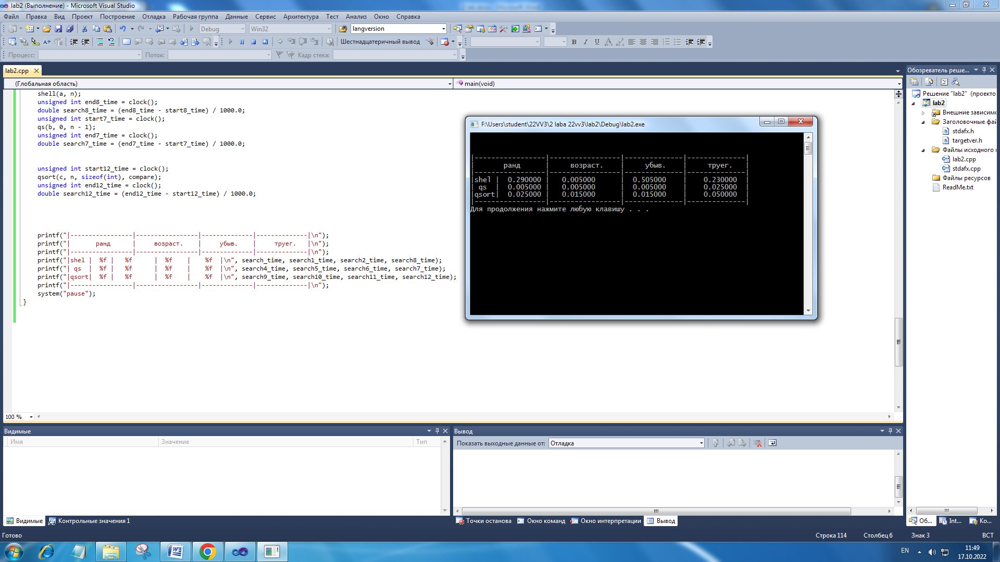 lab2 (Выполнение) - Microsoft Visual Studio
Файл Правка Вид Проект Построение Отладка Рабочая группа Данные Сервис Архитектура Тест Анализ Окно Справка
Debug Win32 langversion
Шестнадцатеричный вывод
Процесс: Поток: Кадр стека:
lab2.cpp
(Глобальная область) main(void)
shell(a, n);
unsigned int end8_time = clock();
double search8_time = (end8_time - start8_time) / 1000.0;
unsigned int start7_time = clock();
qs(b, 0, n - 1);
unsigned int end7_time = clock();
double search7_time = (end7_time - start7_time) / 1000.0;
unsigned int start12_time = clock();
qsort(c, n, sizeof(int), compare);
unsigned int end12_time = clock();
double search12_time = (end12_time - start12_time) / 1000.0;
printf("|-----------------|-----------------|--------------|--------------|\n");
printf("|       ранд      |     возраст.    |     убыв.    |     труег.   |\n");
printf("|-----------------|-----------------|--------------|--------------|\n");
printf("|shel |  %f |   %f      |  %f    |    %f  |\n", search_time, search1_time, search2_time, search8_time);
printf("| qs  |  %f |   %f      |  %f    |    %f  |\n", search4_time, search5_time, search6_time, search7_time);
printf("|qsort|  %f |   %f      |  %f    |    %f  |\n", search9_time, search10_time, search11_time, search12_time);
printf("|-----------------|-----------------|--------------|--------------|\n");
system("pause");
}
F:\Users\student\22VV3\2 laba 22vv3\lab2\Debug\lab2.exe
|-----------------|-----------------|--------------|--------------|
|       ранд      |     возраст.    |     убыв.    |     труег.   |
|-----------------|-----------------|--------------|--------------|
|shel |  0.290000 |   0.005000      |  0.505000    |    0.230000  |
| qs  |  0.005000 |   0.005000      |  0.005000    |    0.025000  |
|qsort|  0.025000 |   0.015000      |  0.015000    |    0.050000  |
|-----------------|-----------------|--------------|--------------|
Для продолжения нажмите любую клавишу . . .
Обозреватель реше...
Решение "lab2"
lab2
Внешние
Заголовочные
stdafx.h
targetver.h
Файлы исходного
lab2.cpp
stdafx.cpp
Файлы ресурсов
ReadMe.txt
100 %
Видимые
Имя Значение Тип
Вывод
Показать выходные данные от: Отладка
Видимые Контрольные значения 1
Точки останова Окно команд Окно интерпретации Вывод
Об... Int... Ко...
Готово Строка 114 Столбец 6 Знак 3 ВСТ
EN
11:49
17.10.2022